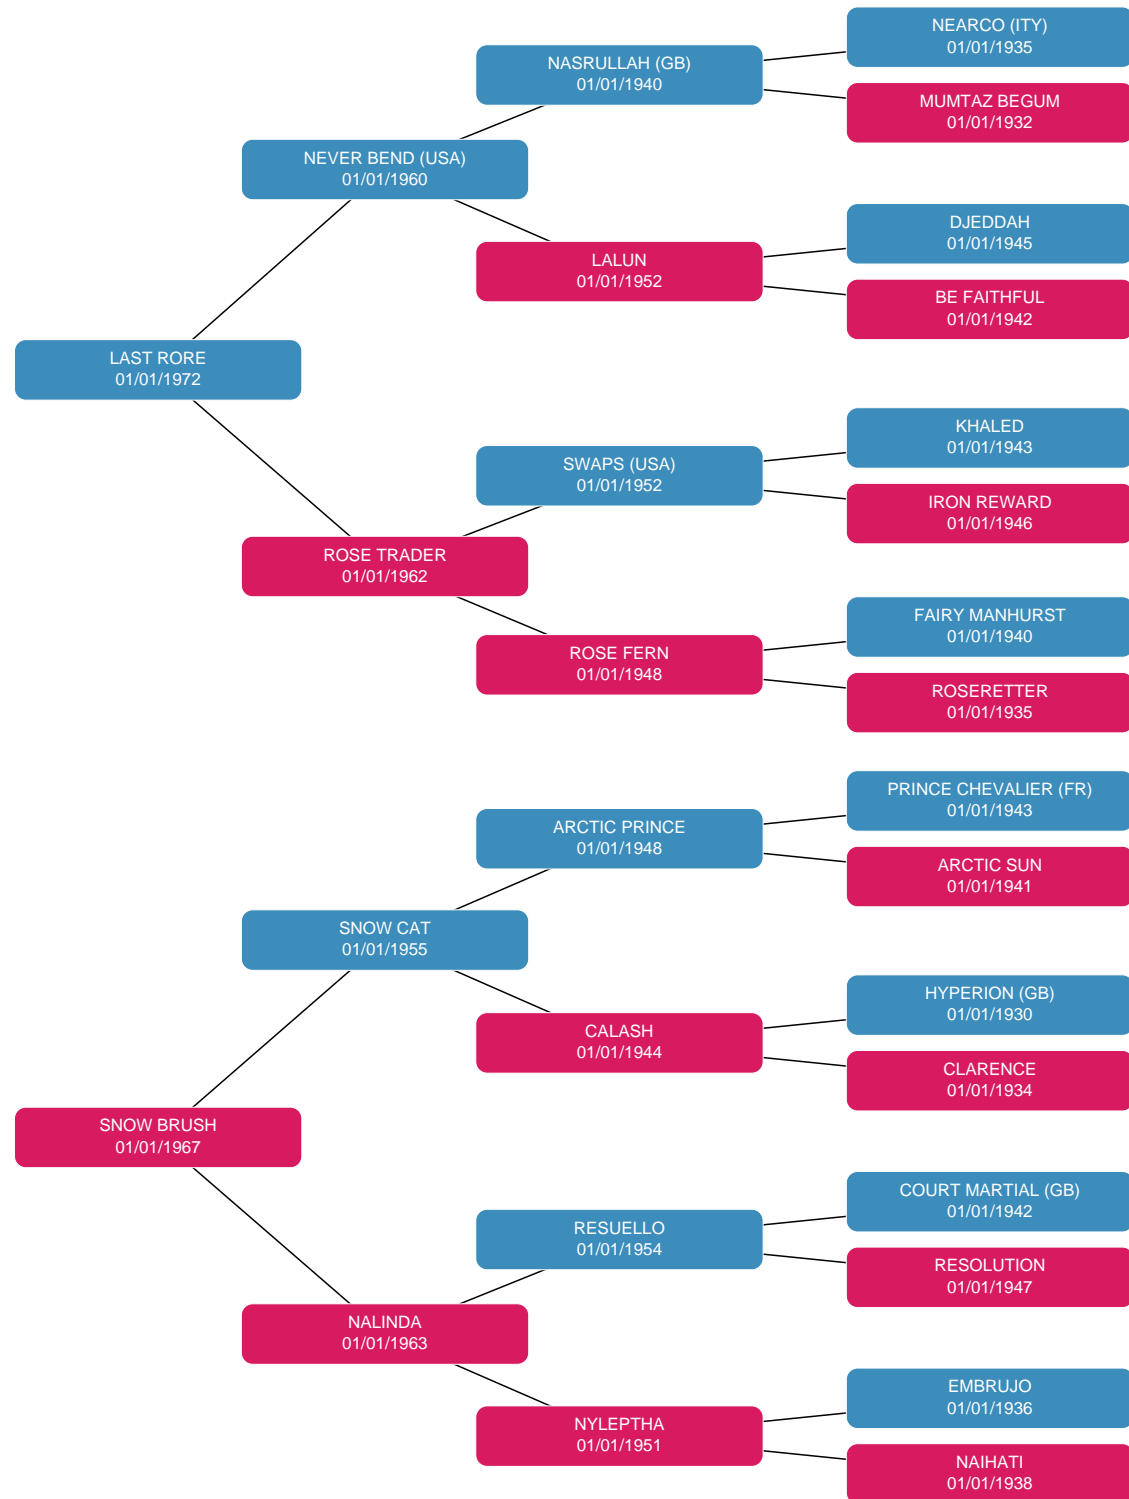 NEARCO (ITY)
01/01/1935
NASRULLAH (GB)
01/01/1940
MUMTAZ BEGUM
01/01/1932
NEVER BEND (USA)
01/01/1960
DJEDDAH
01/01/1945
LALUN
01/01/1952
BE FAITHFUL
01/01/1942
LAST RORE
01/01/1972
KHALED
01/01/1943
SWAPS (USA)
01/01/1952
IRON REWARD
01/01/1946
ROSE TRADER
01/01/1962
FAIRY MANHURST
01/01/1940
ROSE FERN
01/01/1948
ROSERETTER
01/01/1935
PRINCE CHEVALIER (FR)
01/01/1943
ARCTIC PRINCE
01/01/1948
ARCTIC SUN
01/01/1941
SNOW CAT
01/01/1955
HYPERION (GB)
01/01/1930
CALASH
01/01/1944
CLARENCE
01/01/1934
SNOW BRUSH
01/01/1967
COURT MARTIAL (GB)
01/01/1942
RESUELLO
01/01/1954
RESOLUTION
01/01/1947
NALINDA
01/01/1963
EMBRUJO
01/01/1936
NYLEPTHA
01/01/1951
NAIHATI
01/01/1938